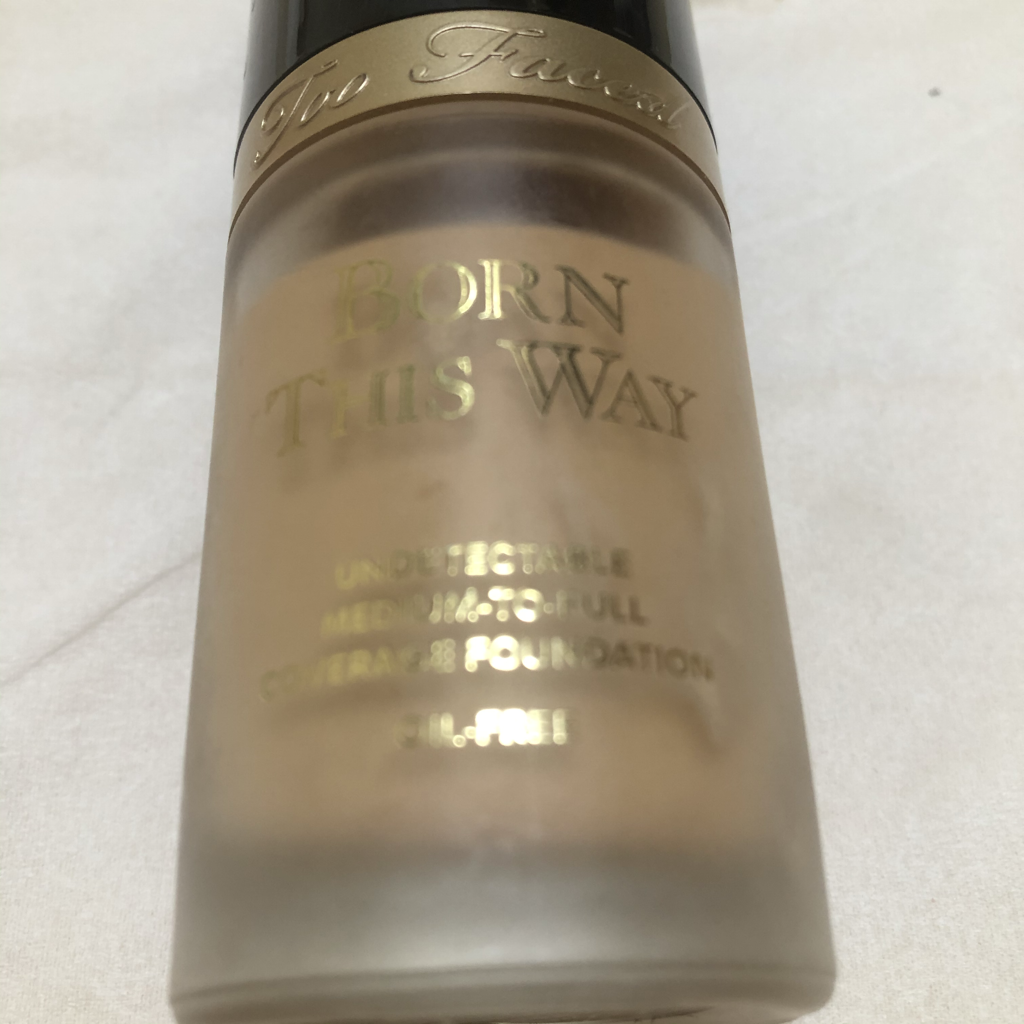 Too Faced
BORN
THIS WAY
UNDETECTABLE
MEDIUM-TO-FULL
COVERAGE FOUNDATION
OIL-FREE